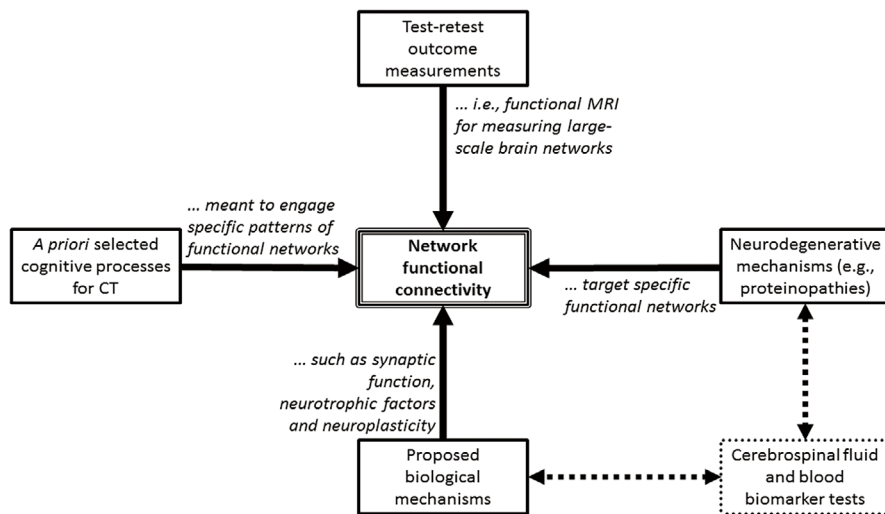 Test-retest
outcome
measurements
... i.e., functional MRI
for measuring large-
scale brain networks
... meant to engage
specific patterns of
functional networks
A priori selected
cognitive processes
for CT
Network
functional
connectivity
Neurodegenerative
mechanisms (e.g.,
proteinopathies)
... target specific
functional networks
... such as synaptic
function,
neurotrophic factors
and neuroplasticity
Proposed
biological
mechanisms
Cerebrospinal fluid
and blood
biomarker tests